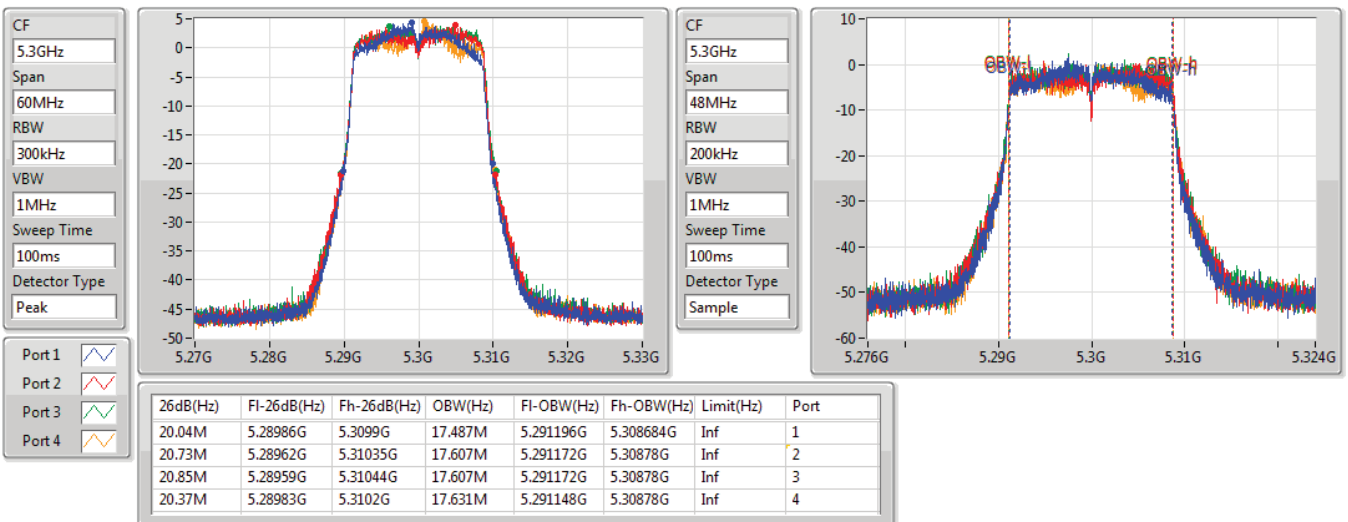 CF
5.3GHz
Span
60MHz
RBW
300kHz
VBW
1MHz
Sweep Time
100ms
Detector Type
Peak
5
0
-5
-10
-15
-20
-25
-30
-35
-40
-45
-50
5.27G 5.28G 5.29G 5.3G 5.31G 5.32G 5.33G
CF
5.3GHz
Span
48MHz
RBW
200kHz
VBW
1MHz
Sweep Time
100ms
Detector Type
Sample
10
0
-10
-20
-30
-40
-50
-60
OBW-l OBW-h
5.276G 5.29G 5.3G 5.31G 5.324G
Port 1
Port 2
Port 3
Port 4
26dB(Hz) Fl-26dB(Hz) Fh-26dB(Hz) OBW(Hz) Fl-OBW(Hz) Fh-OBW(Hz) Limit(Hz) Port
20.04M 5.28986G 5.3099G 17.487M 5.291196G 5.308684G Inf 1
20.73M 5.28962G 5.31035G 17.607M 5.291172G 5.30878G Inf 2
20.85M 5.28959G 5.31044G 17.607M 5.291172G 5.30878G Inf 3
20.37M 5.28983G 5.3102G 17.631M 5.291148G 5.30878G Inf 4